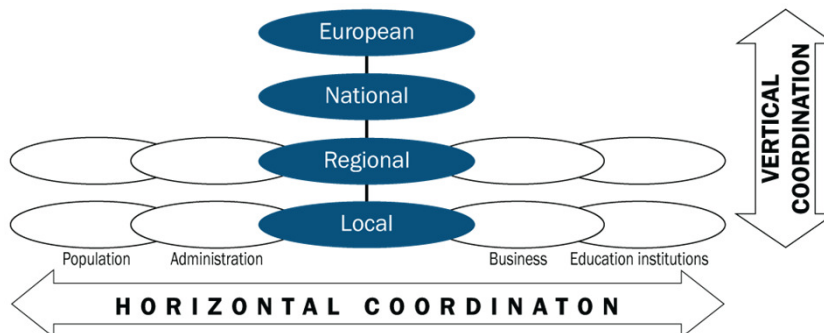 European
National
Regional
Local
Population Administration Business Education institutions
HORIZONTAL COORDINATON
VERTICAL
COORDINATION